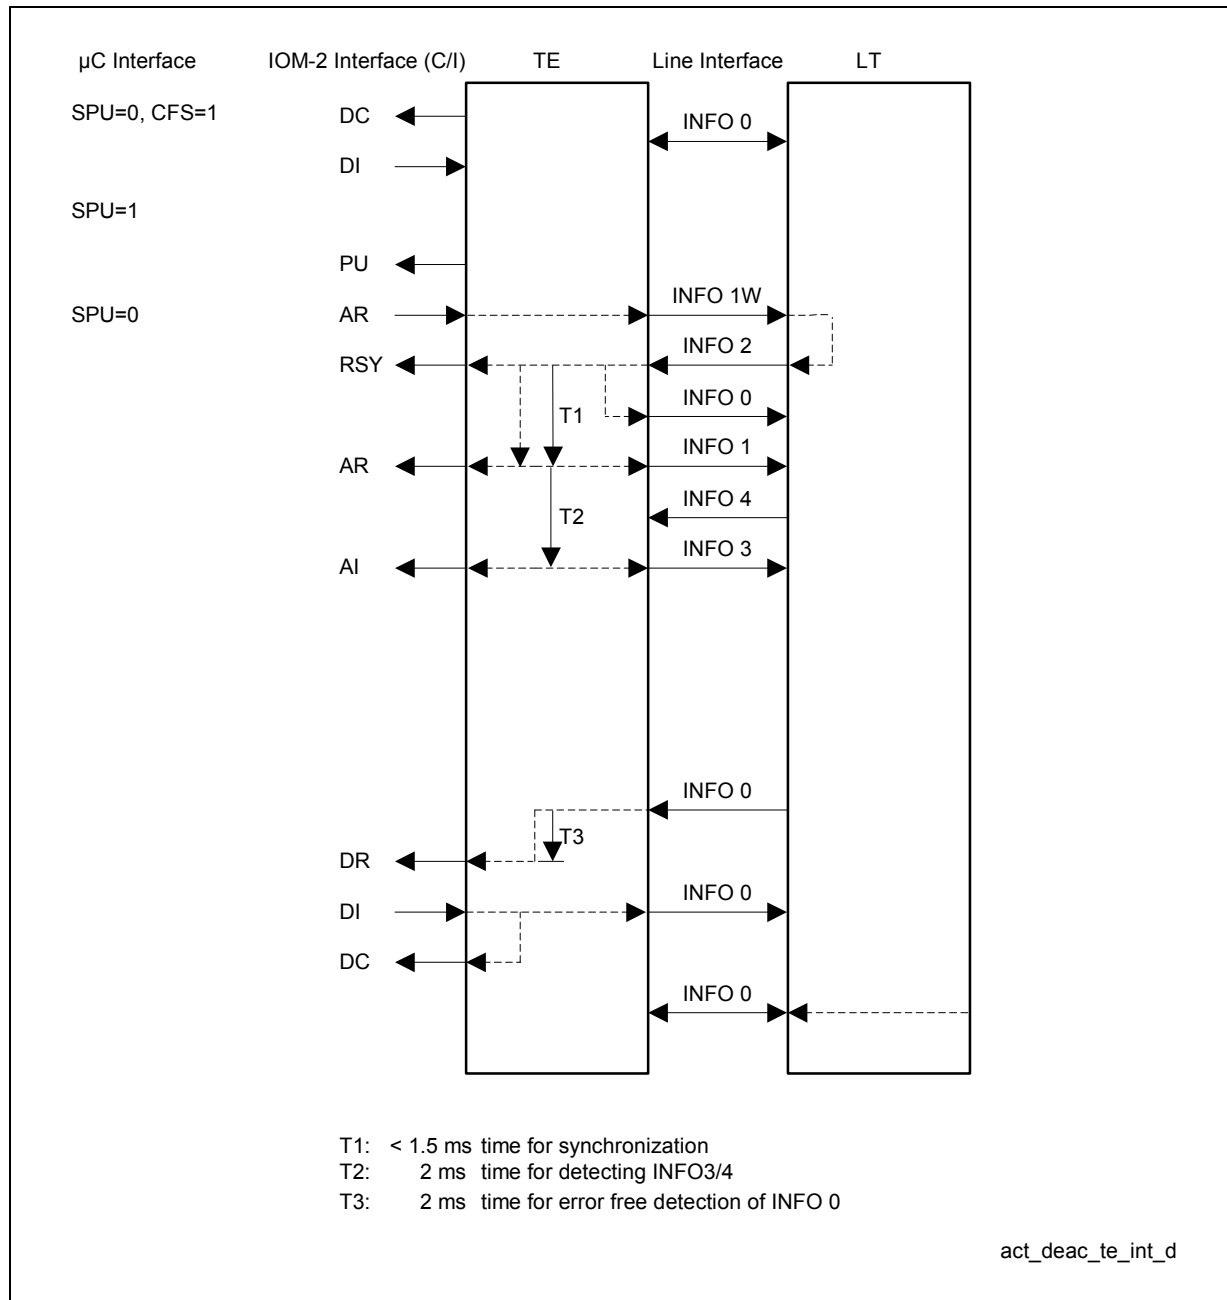 µC Interface IOM-2 Interface (C/I) TE Line Interface LT
SPU=0, CFS=1 DC INFO 0
DI
SPU=1
PU
SPU=0 AR INFO 1W
RSY INFO 2
T1 INFO 0
AR INFO 1
T2 INFO 4
AI INFO 3
INFO 0
T3
DR
DI INFO 0
DC
INFO 0
T1: < 1.5 ms time for synchronization
T2: 2 ms time for detecting INFO3/4
T3: 2 ms time for error free detection of INFO 0
act_deac_te_int_d